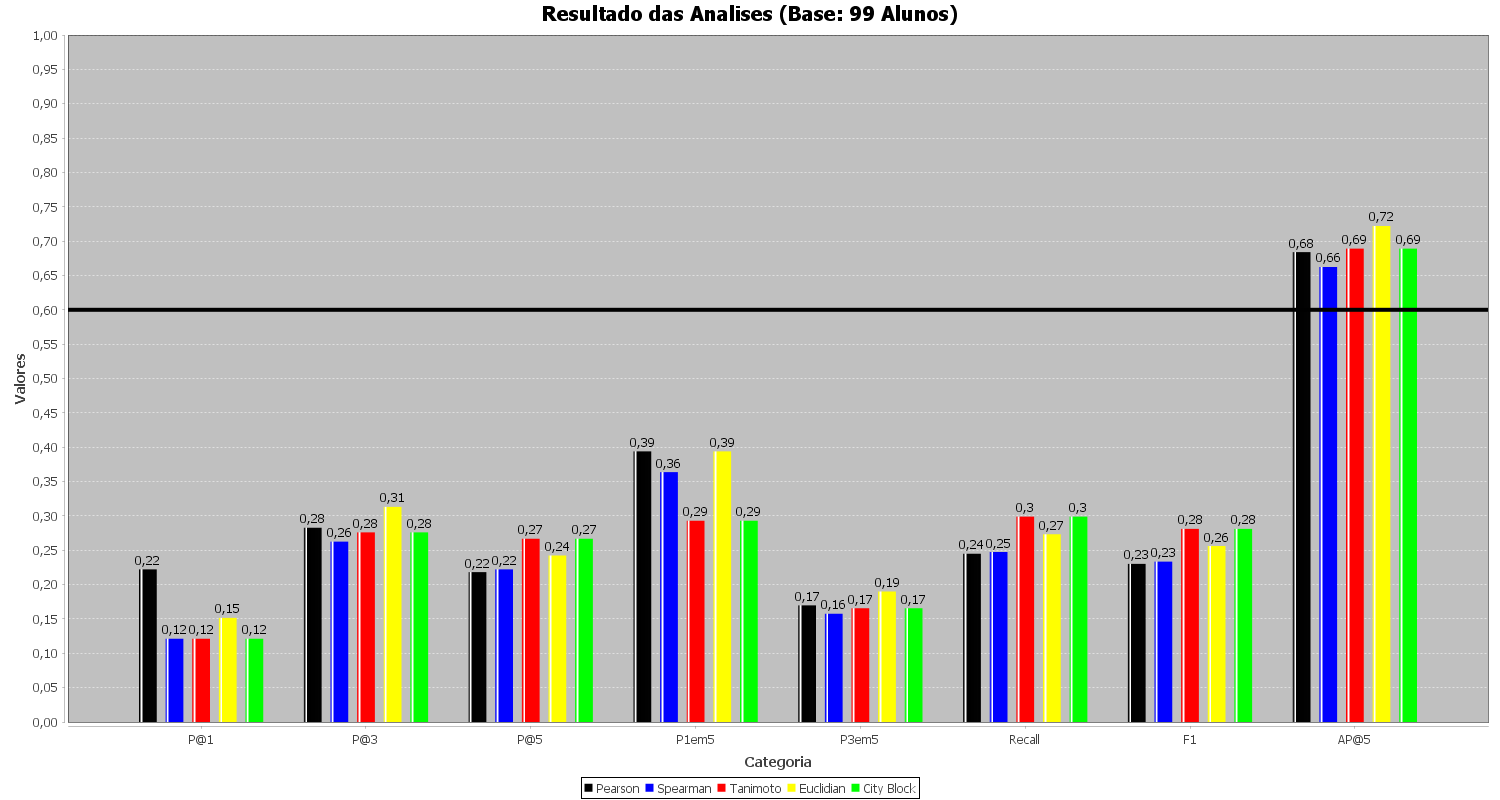 Resultado das Analises (Base: 99 Alunos)
1,00
0,95
0,90
0,85
0,80
0,75
0,70
0,65
0,60
0,55
0,50
0,45
0,40
0,35
0,30
0,25
0,20
0,15
0,10
0,05
0,00
Valores
0,22 0,12 0,12 0,15 0,12
0,28 0,26 0,28 0,31 0,28
0,22 0,22 0,27 0,24 0,27
0,39 0,36 0,29 0,39 0,29
0,17 0,16 0,17 0,19 0,17
0,24 0,25 0,3 0,27 0,3
0,23 0,23 0,28 0,26 0,28
0,68 0,66 0,69 0,72 0,69
P@1 P@3 P@5 P1em5 P3em5 Recall F1 AP@5
Categoria
Pearson Spearman Tanimoto Euclidian City Block